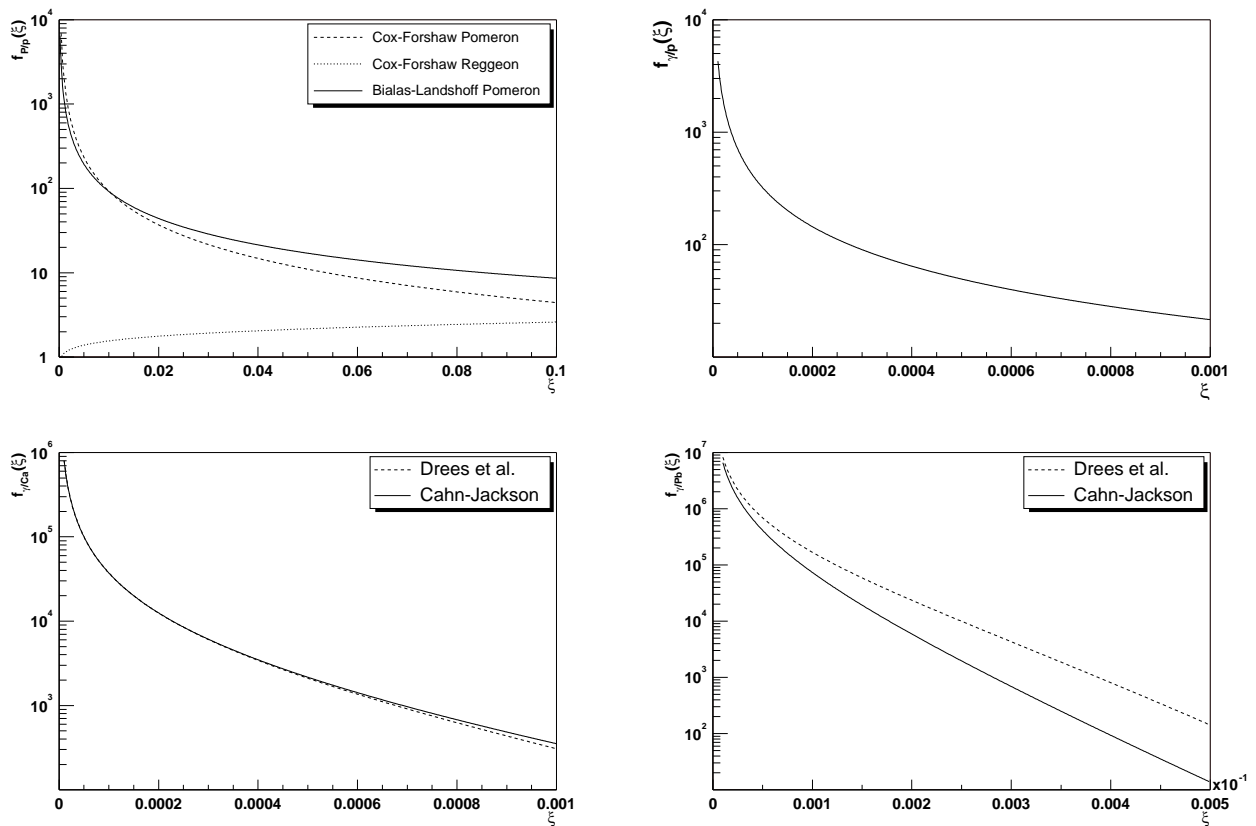 f P/p(ξ)
10^4
10^3
10^2
10
1
Cox-Forshaw Pomeron
Cox-Forshaw Reggeon
Bialas-Landshoff Pomeron
0 0.02 0.04 0.06 0.08 0.1
ξ
f γ/p(ξ)
10^4
10^3
10^2
0 0.0002 0.0004 0.0006 0.0008 0.001
ξ
f γ/Ca(ξ)
10^6
10^5
10^4
10^3
Drees et al.
Cahn-Jackson
0 0.0002 0.0004 0.0006 0.0008 0.001
ξ
f γ/Pb(ξ)
10^7
10^6
10^5
10^4
10^3
10^2
Drees et al.
Cahn-Jackson
x10^-1
0 0.001 0.002 0.003 0.004 0.005
ξ